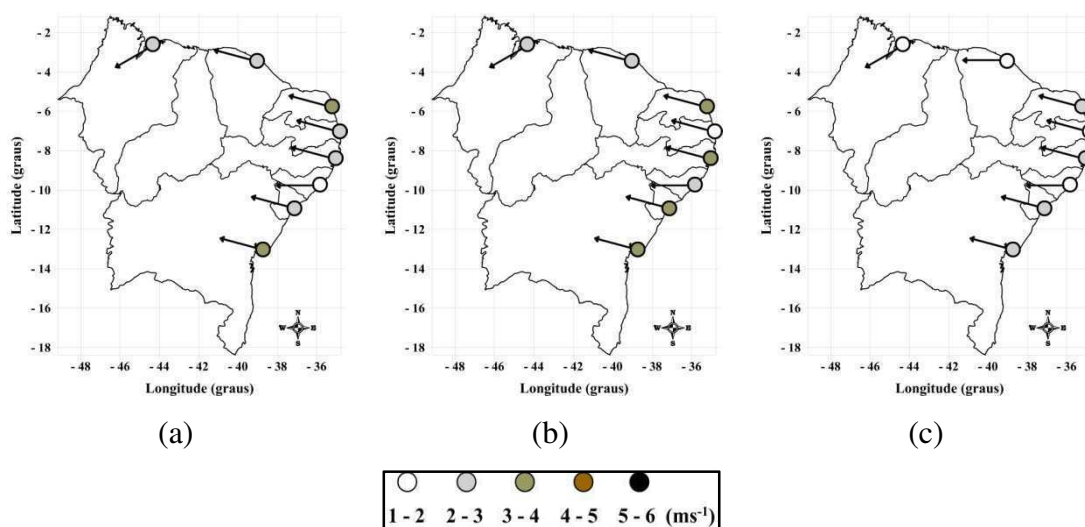 - 2
- 4
- 6
- 8
- 10
- 12
- 14
- 16
- 18
Latitude (graus)
- 48 - 46 - 44 - 42 - 40 - 38 - 36
Longitude (graus)
N
W E
S
(a)
- 2
- 4
- 6
- 8
- 10
- 12
- 14
- 16
- 18
Latitude (graus)
- 48 - 46 - 44 - 42 - 40 - 38 - 36
Longitude (graus)
N
W E
S
(b)
- 2
- 4
- 6
- 8
- 10
- 12
- 14
- 16
- 18
Latitude (graus)
- 48 - 46 - 44 - 42 - 40 - 38 - 36
Longitude (graus)
N
W E
S
(c)
1 - 2 2 - 3 3 - 4 4 - 5 5 - 6 (ms⁻¹)